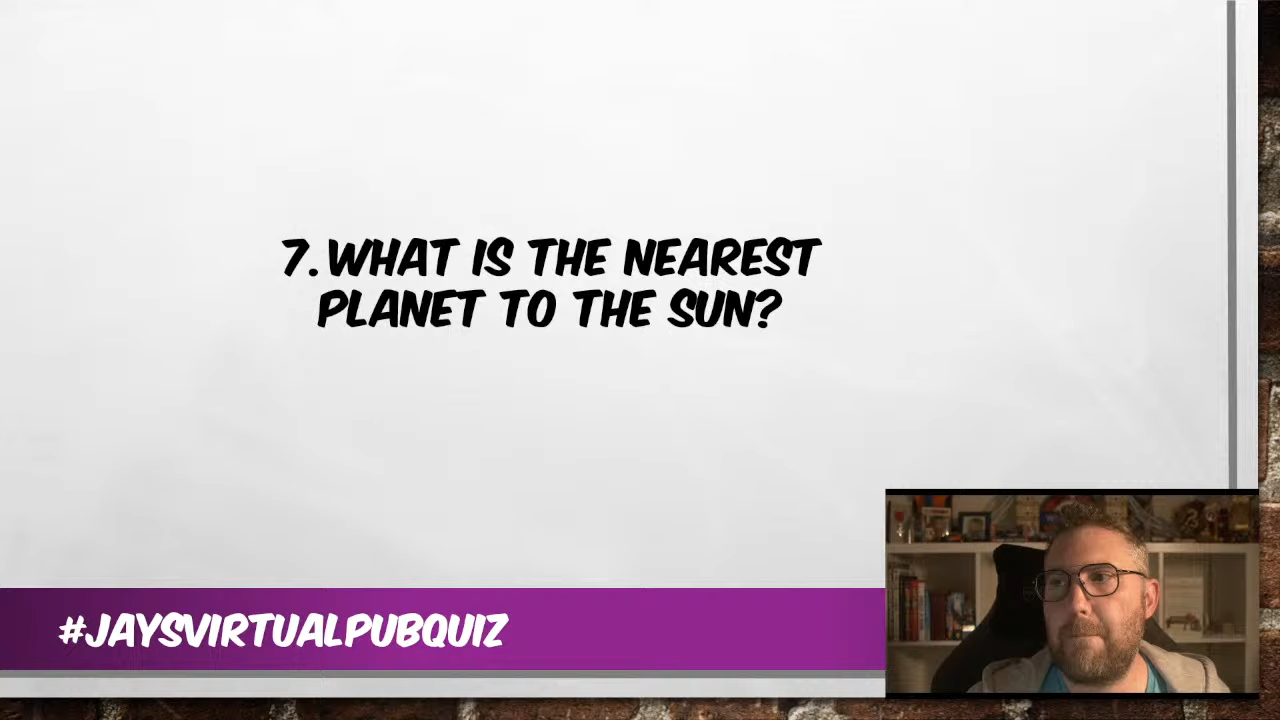 7. WHAT IS THE NEAREST
PLANET TO THE SUN?
#JAYSVIRTUALPUBQUIZ